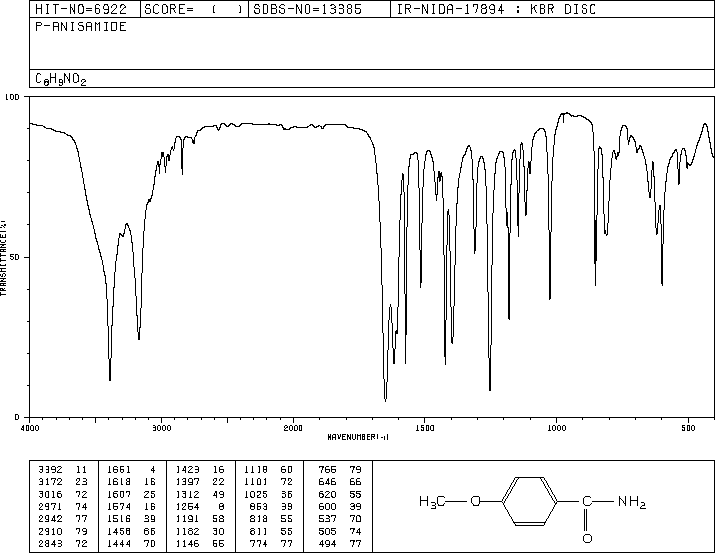 HIT-NO=6922 SCORE= ( ) SDBS-NO=13385 IR-NIDA-17894 : KBR DISC
P-ANISAMIDE
C8H9NO2
100
50
0
TRANSMITTANCE(%)
4000 3000 2000 1500 1000 500
WAVENUMBER(-1)
3392 11 1651 4 1423 16 1118 60 766 79
3172 23 1618 16 1397 22 1101 72 646 66
3016 72 1607 25 1312 49 1025 36 620 55
2971 74 1574 16 1254 8 853 39 600 39
2942 77 1516 39 1191 58 818 55 537 70
2910 79 1458 66 1182 30 811 55 505 74
2843 72 1444 70 1146 55 774 77 494 77
H3C O C NH2
O